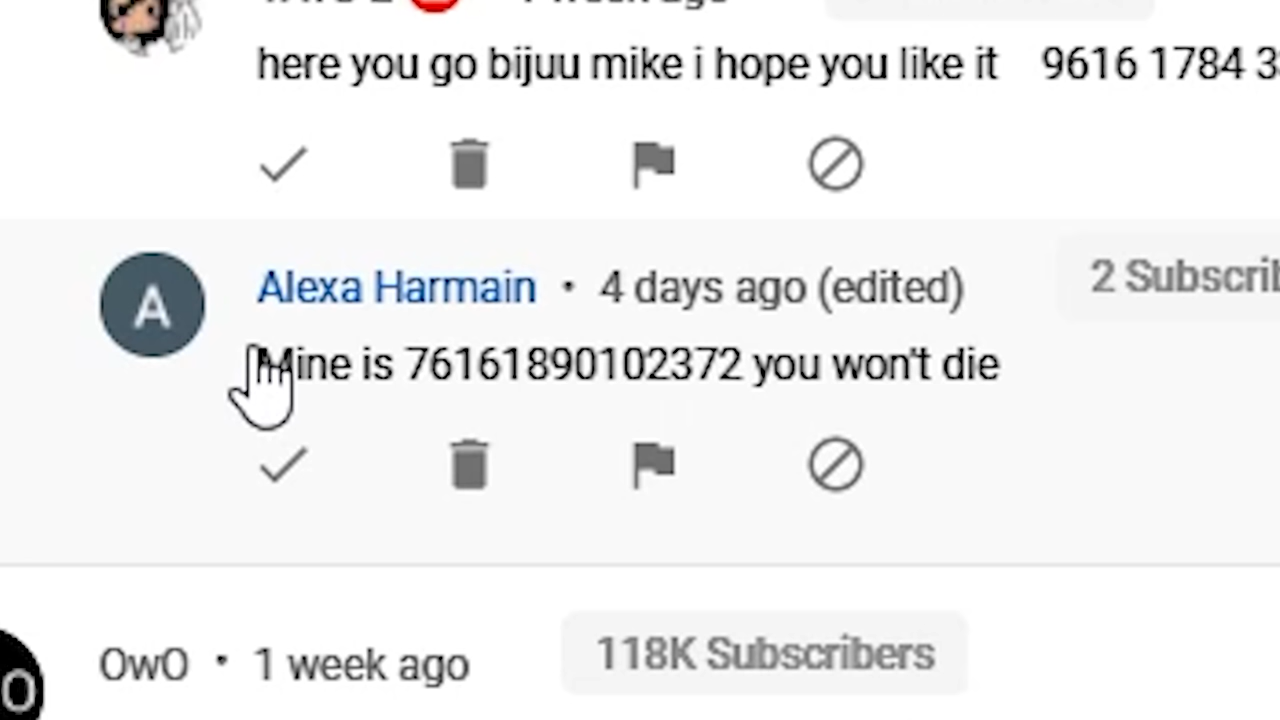 here you go bijuu mike i hope you like it 9616 1784
A
Alexa Harmain • 4 days ago (edited) 2
Mine is 76161890102372 you won't die
OwO • 1 week ago 118K Subscribers